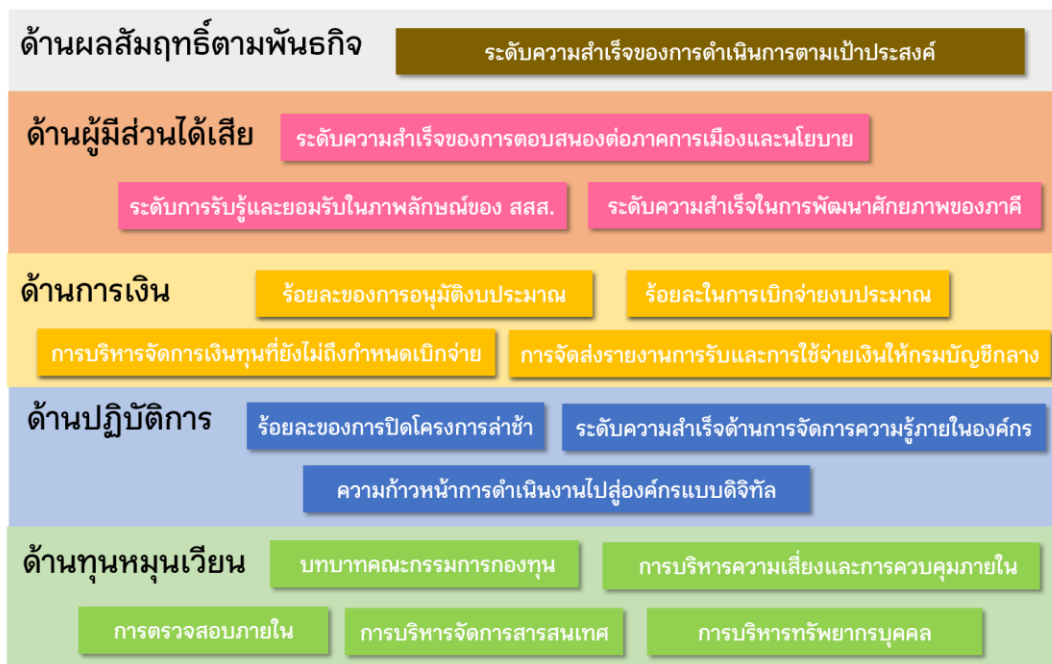 ด้านผลสัมฤทธิ์ตามพันธกิจ
ระดับความสำเร็จของการดำเนินการตามเป้าประสงค์
ด้านผู้มีส่วนได้เสีย
ระดับความสำเร็จของการตอบสนองต่อภาคการเมืองและนโยบาย
ระดับการรับรู้และยอมรับในภาพลักษณ์ของ สสส.
ระดับความสำเร็จในการพัฒนาศักยภาพของภาคี
ด้านการเงิน
ร้อยละของการอนุมัติงบประมาณ
ร้อยละในการเบิกจ่ายงบประมาณ
การบริหารจัดการเงินทุนที่ยังไม่ถึงกำหนดเบิกจ่าย
การจัดส่งรายงานการรับและการใช้จ่ายเงินให้กรมบัญชีกลาง
ด้านปฏิบัติการ
ร้อยละของการปิดโครงการล่าช้า
ระดับความสำเร็จด้านการจัดการความรู้ภายในองค์กร
ความก้าวหน้าการดำเนินงานไปสู่องค์กรแบบดิจิทัล
ด้านทุนหมุนเวียน
บทบาทคณะกรรมการกองทุน
การบริหารความเสี่ยงและการควบคุมภายใน
การตรวจสอบภายใน
การบริหารจัดการสารสนเทศ
การบริหารทรัพยากรบุคคล